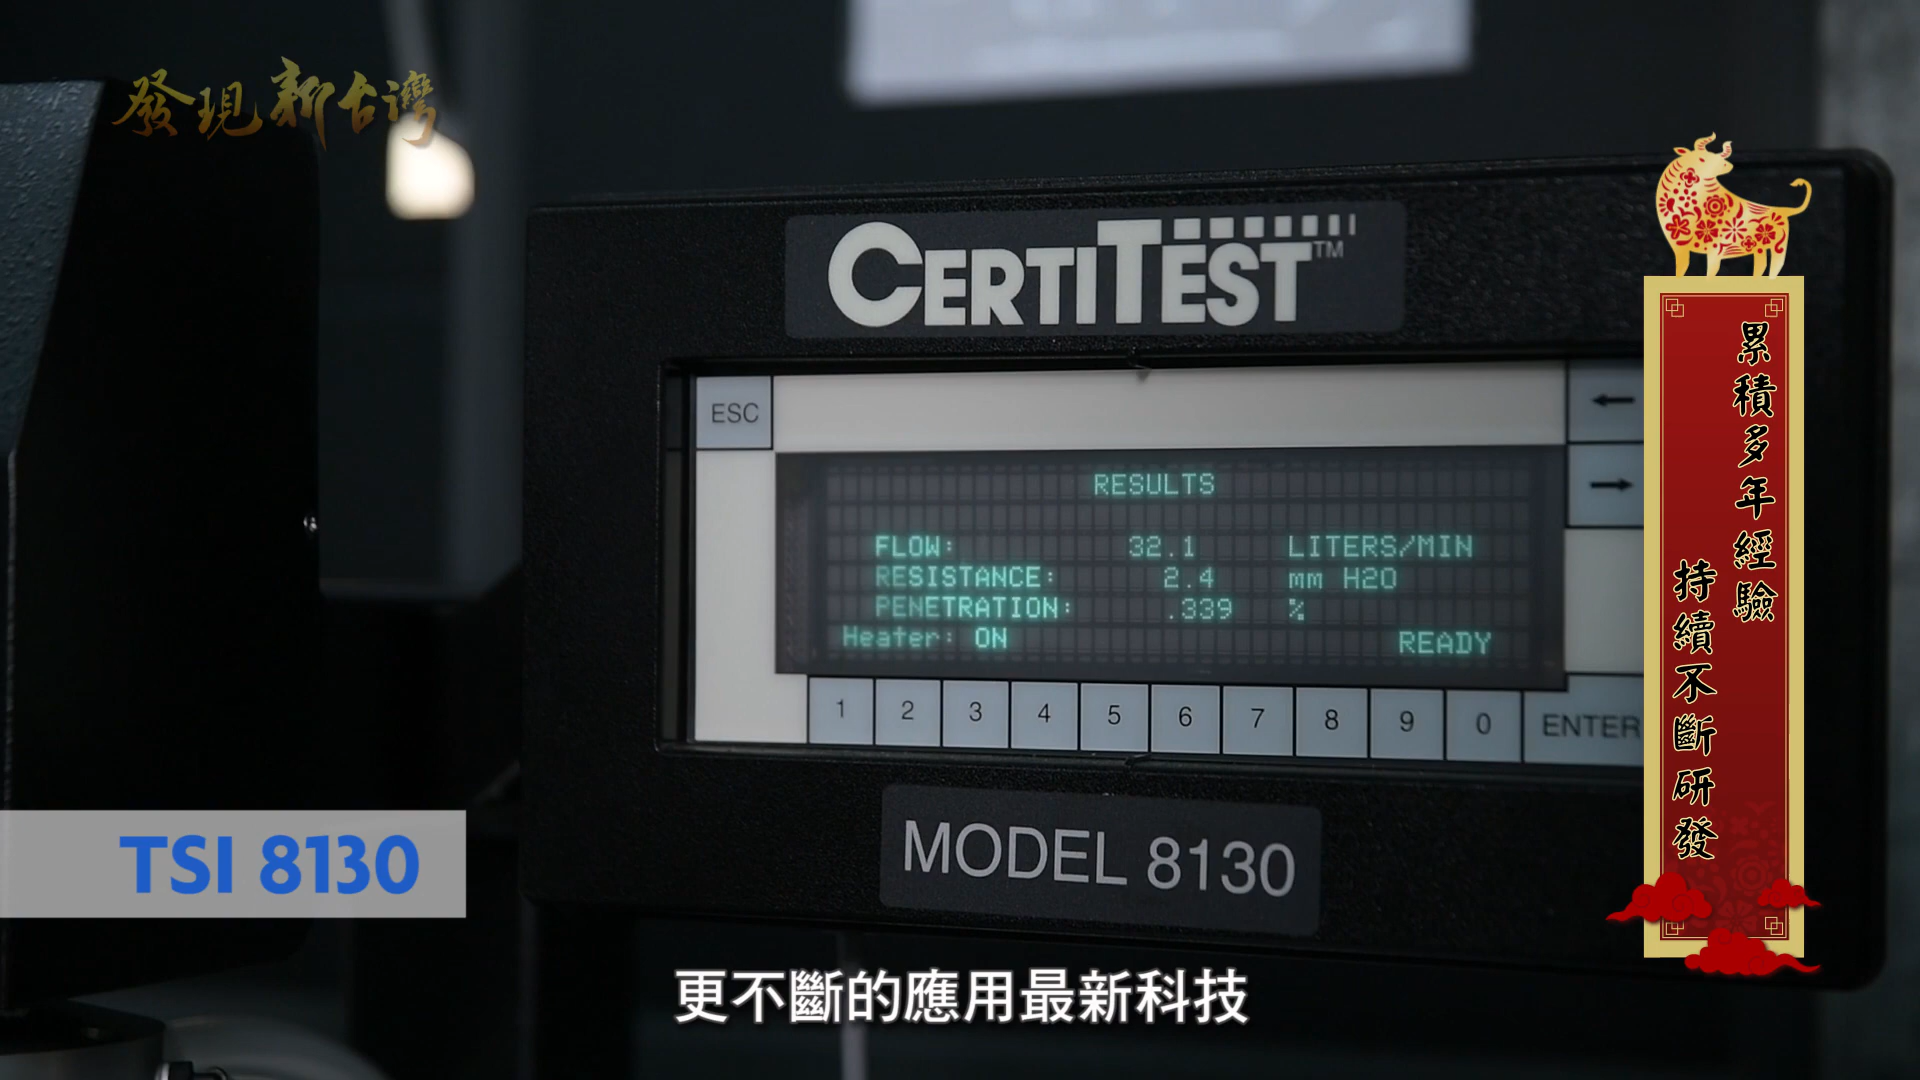 發現新台灣
CERTITEST™
ESC
←
→
RESULTS
FLOW: 32.1 LITERS/MIN
RESISTANCE: 2.4 mm H2O
PENETRATION: .339 %
Heater: ON READY
1 2 3 4 5 6 7 8 9 0 ENTER
MODEL 8130
TSI 8130
累積多年經驗
持續不斷研發
更不斷的應用最新科技